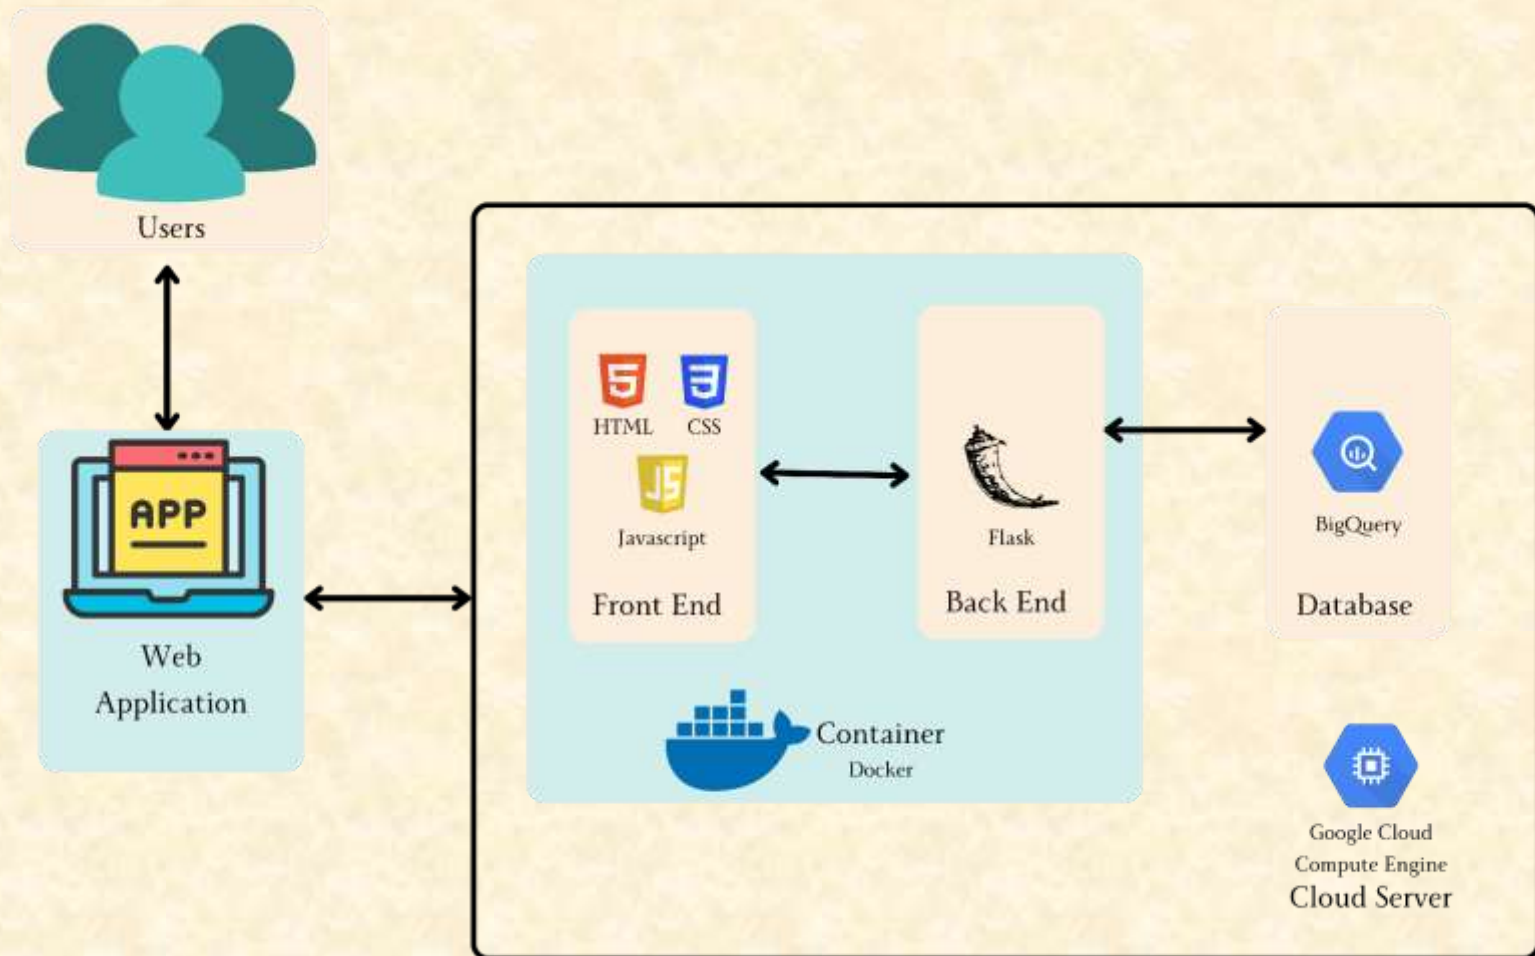 Users
APP
Web
Application
HTML CSS
JS
Javascript
Front End
Flask
Back End
BigQuery
Database
Container
Docker
Google Cloud
Compute Engine
Cloud Server